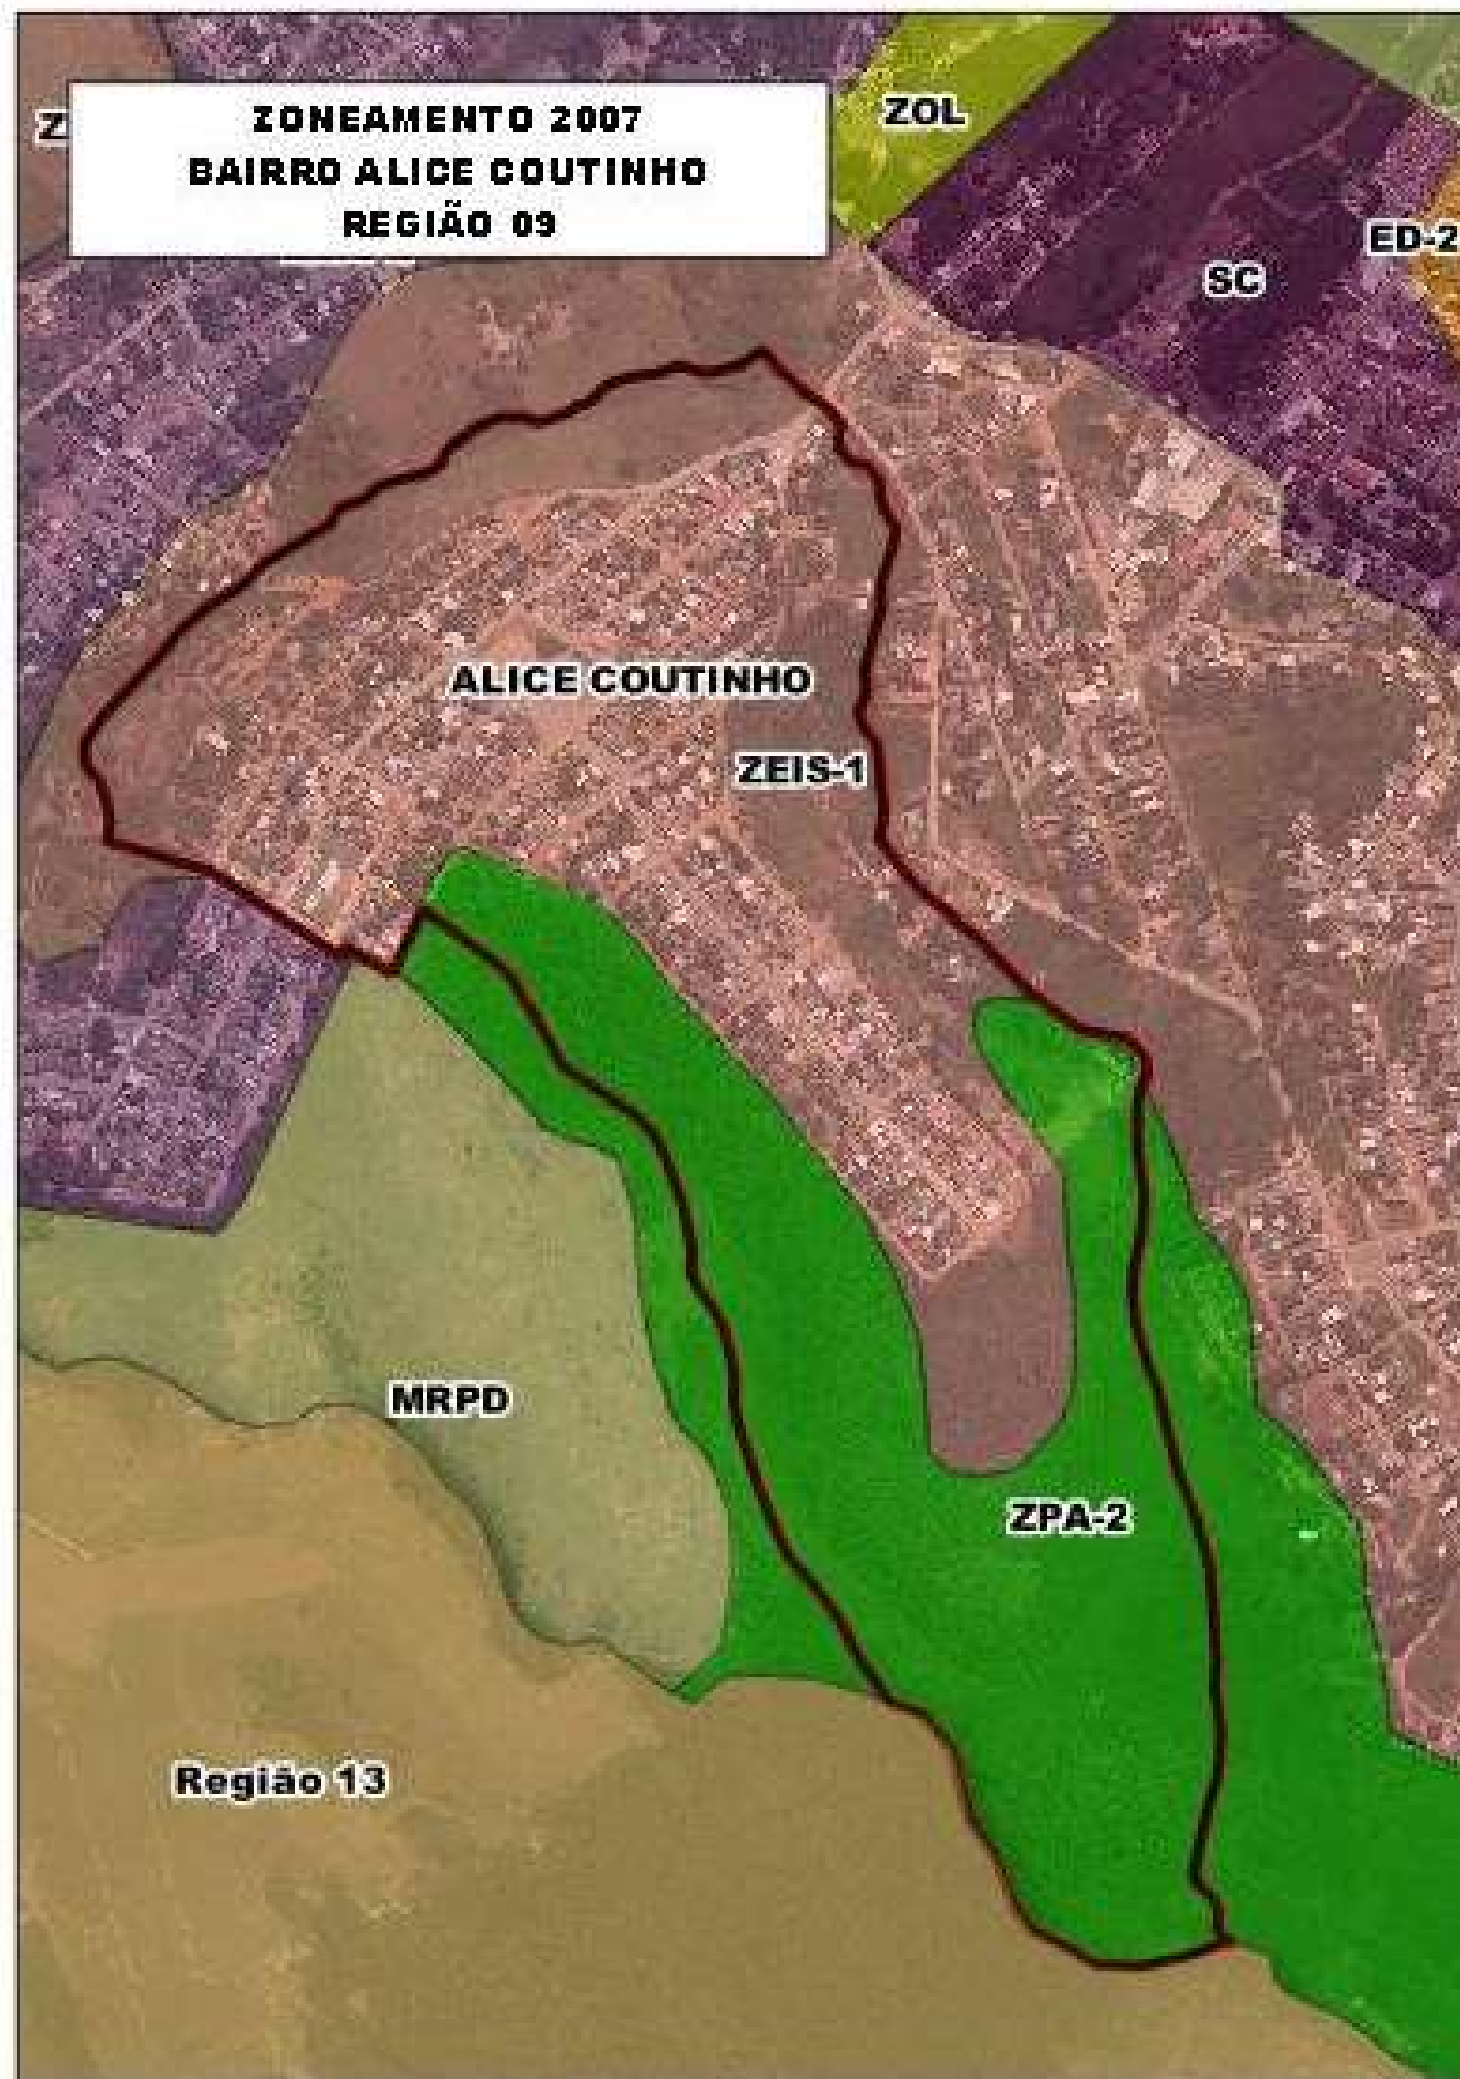 ZONEAMENTO 2007
BAIRRO ALICE COUTINHO
REGIÃO 09
ZOL
ED-2
SC
ALICE COUTINHO
ZEIS-1
MRPD
ZPA-2
Região 13